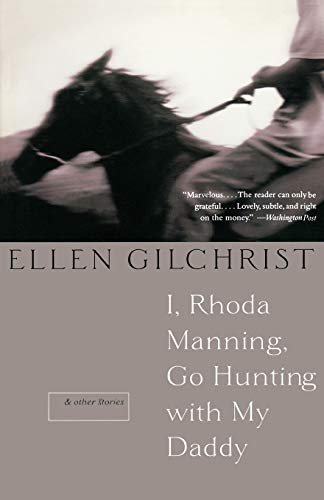 "Marvelous. . . . The reader can only be
grateful. . . . Lovely, subtle, and right
on the money." —Washington Post
ELLEN GILCHRIST
I, Rhoda
Manning,
Go Hunting
with My
Daddy
& other Stories